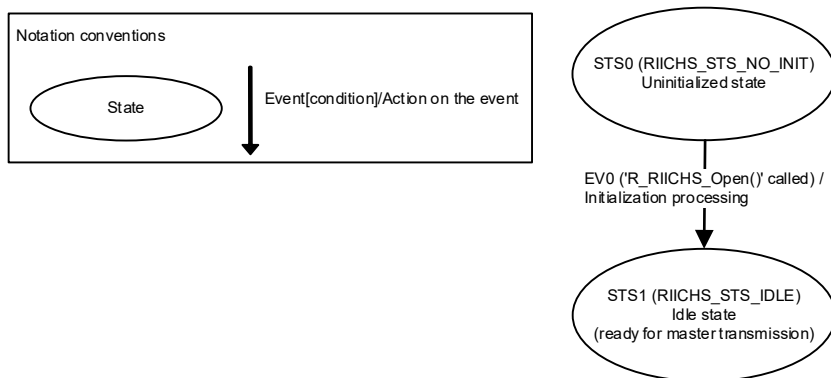 Notation conventions
State
Event[condition]/Action on the event
STS0 (RIICHS_STS_NO_INIT)
Uninitialized state
EV0 ('R_RIICHS_Open()' called) /
Initialization processing
STS1 (RIICHS_STS_IDLE)
Idle state
(ready for master transmission)